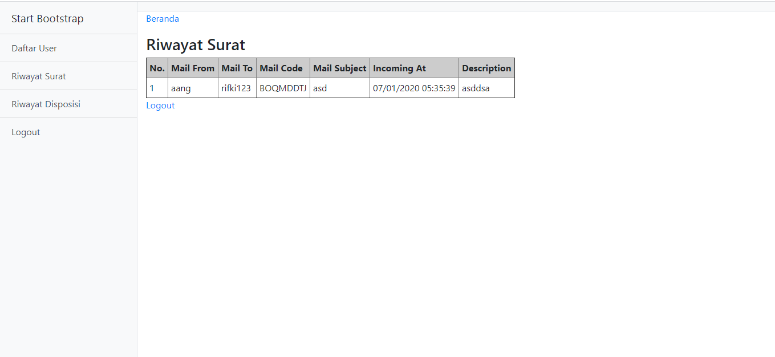 Start Bootstrap
Daftar User
Riwayat Surat
Riwayat Disposisi
Logout
Beranda
Riwayat Surat
No. Mail From Mail To Mail Code Mail Subject Incoming At Description
1 aang rifki123 BOQMDDTJ asd 07/01/2020 05:35:39 asddsa
Logout